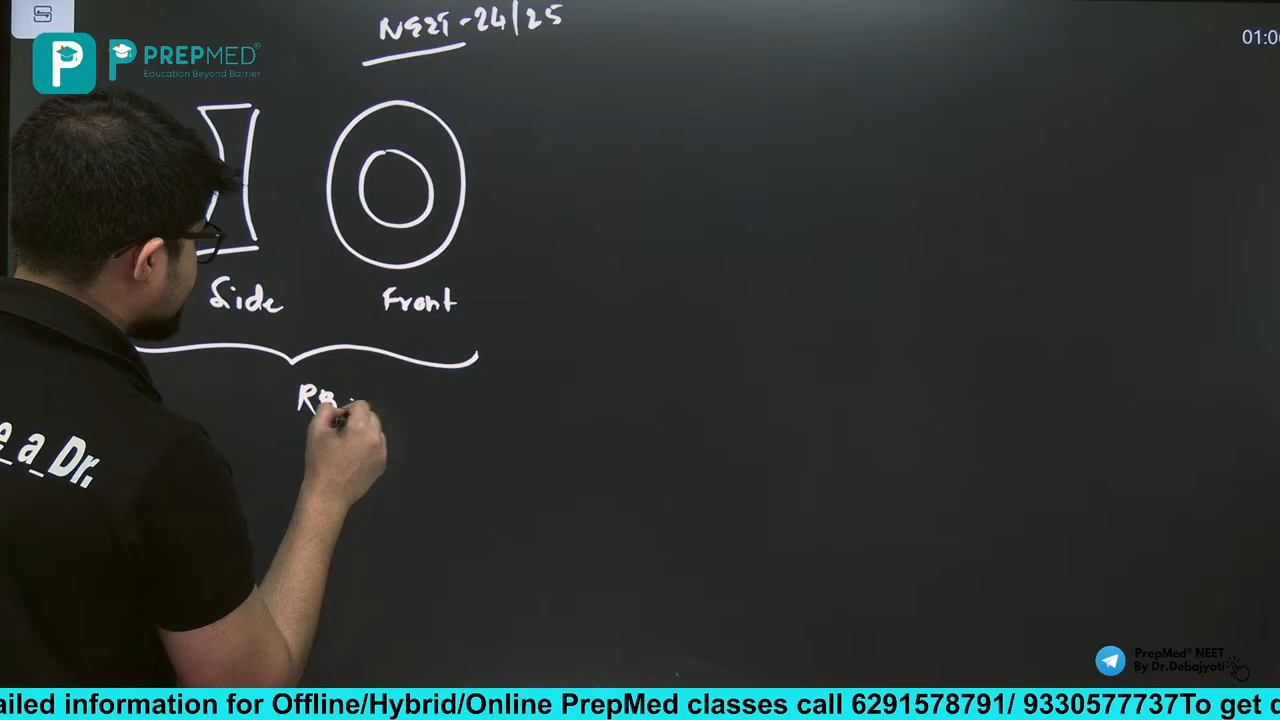 NEET-24/25
01:0
P PREPMED®
Education Beyond Barrier
Side
Front
RB
e_a_Dr.
PrepMed® NEET
By Dr.Debajyoti
ailed information for Offline/Hybrid/Online PrepMed classes call 6291578791/ 9330577737To get d